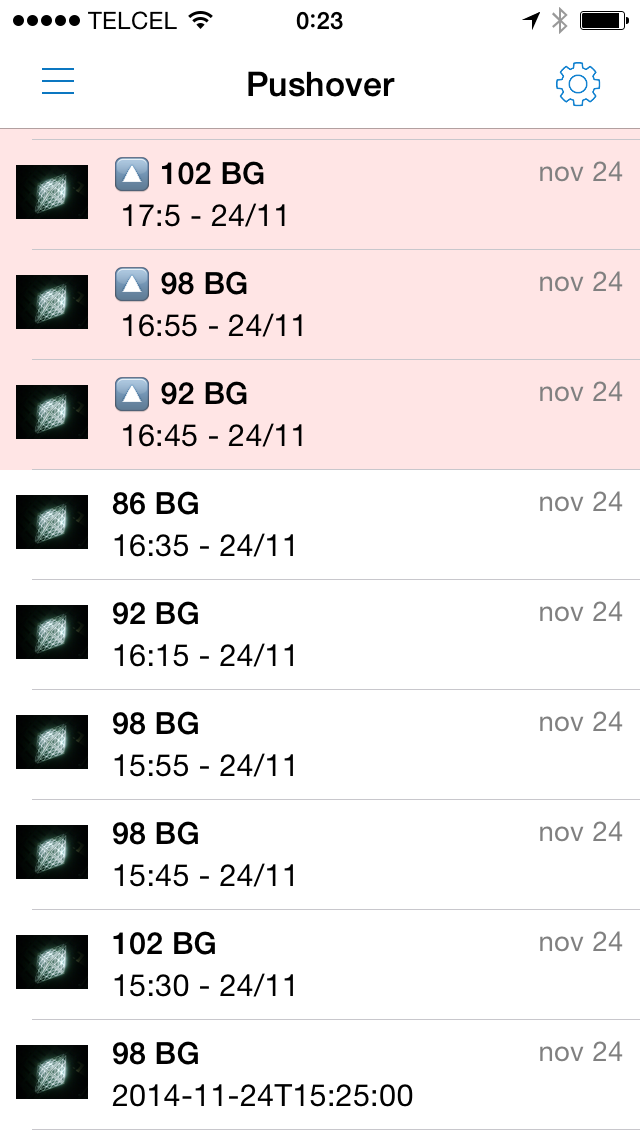 TELCEL 0:23
Pushover
🔼 102 BG nov 24
17:5 - 24/11
🔼 98 BG nov 24
16:55 - 24/11
🔼 92 BG nov 24
16:45 - 24/11
86 BG nov 24
16:35 - 24/11
92 BG nov 24
16:15 - 24/11
98 BG nov 24
15:55 - 24/11
98 BG nov 24
15:45 - 24/11
102 BG nov 24
15:30 - 24/11
98 BG nov 24
2014-11-24T15:25:00